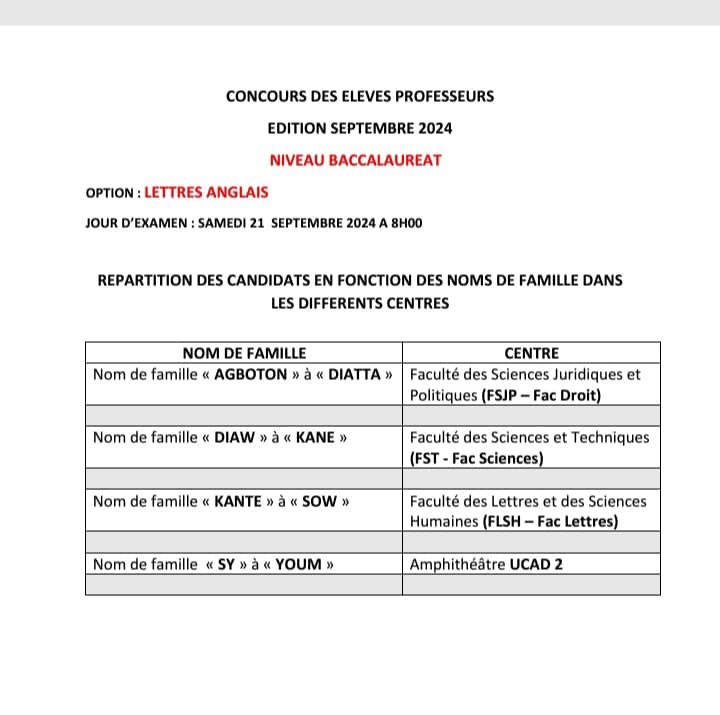 CONCOURS DES ELEVES PROFESSEURS
EDITION SEPTEMBRE 2024
NIVEAU BACCALAUREAT
OPTION : LETTRES ANGLAIS
JOUR D’EXAMEN : SAMEDI 21 SEPTEMBRE 2024 A 8H00
REPARTITION DES CANDIDATS EN FONCTION DES NOMS DE FAMILLE DANS
LES DIFFERENTS CENTRES
NOM DE FAMILLE CENTRE
Nom de famille « AGBOTON » à « DIATTA » Faculté des Sciences Juridiques et
Politiques (FSJP – Fac Droit)
Nom de famille « DIAW » à « KANE » Faculté des Sciences et Techniques
(FST - Fac Sciences)
Nom de famille « KANTE » à « SOW » Faculté des Lettres et des Sciences
Humaines (FLSH – Fac Lettres)
Nom de famille « SY » à « YOUM » Amphithéâtre UCAD 2